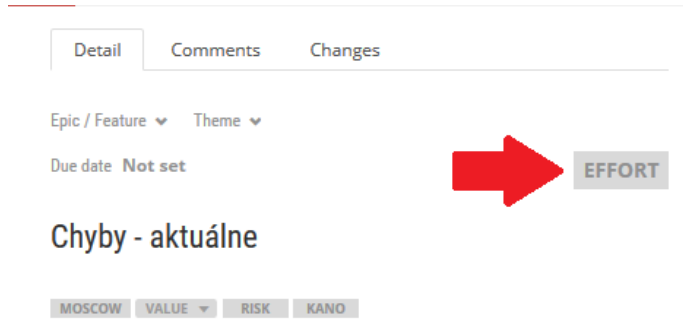 Detail Comments Changes
Epic / Feature Theme
Due date Not set
EFFORT
Chyby - aktuálne
MOSCOW VALUE RISK KANO